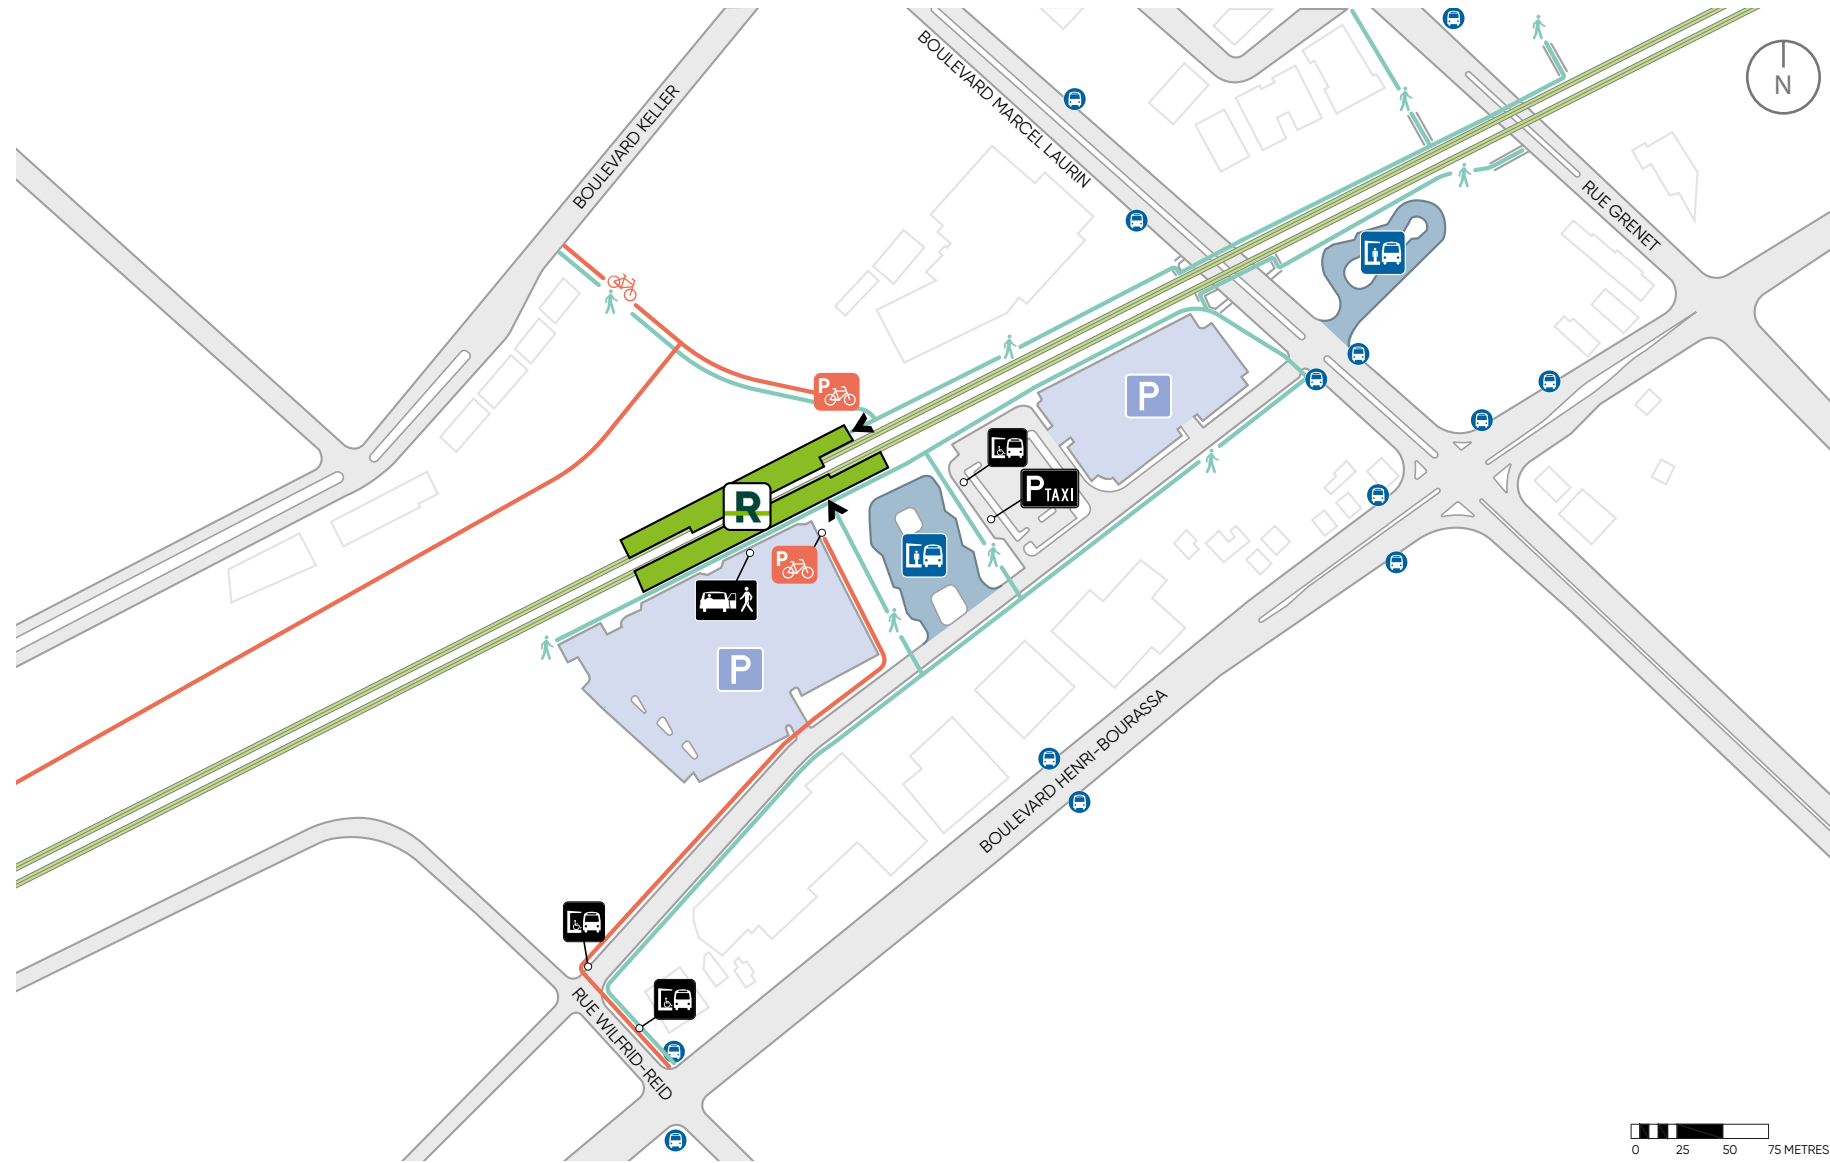 BOULEVARD KELLER
BOULEVARD MARCEL LAURIN
N
RUE GRENET
P
P
P TAXI
R
P
P
BOULEVARD HENRI-BOURASSA
RUE WILFRID-REID
0 25 50 75 METRES